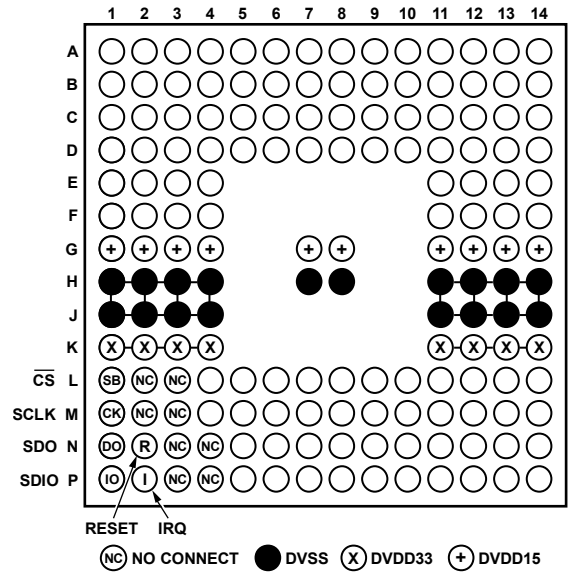 1 2 3 4 5 6 7 8 9 10 11 12 13 14
A
B
C
D
E
F
G + + + + + + + + + +
H
J
K X X X X X X X X
CS L SB NC NC
SCLK M CK NC NC
SDO N DO R NC NC
SDIO P IO I NC NC
RESET IRQ
NC NO CONNECT DVSS X DVDD33 + DVDD15